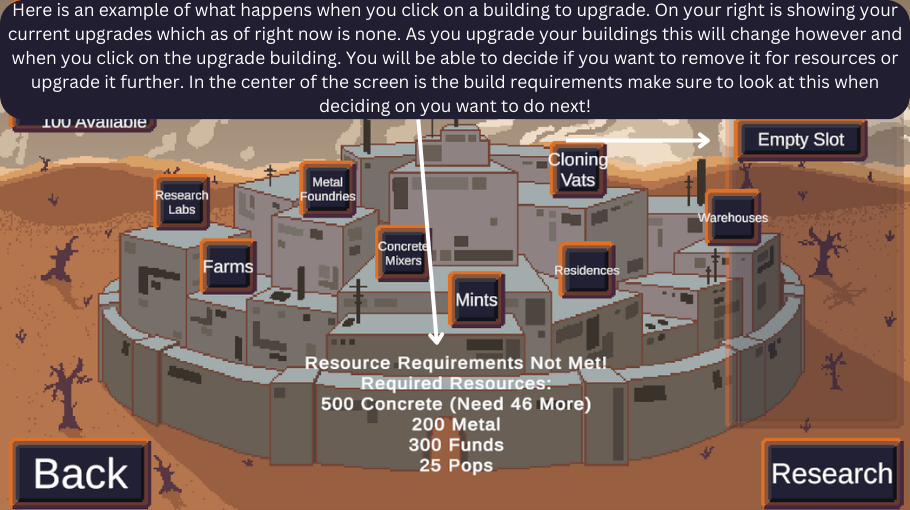 Here is an example of what happens when you click on a building to upgrade. On your right is showing your
current upgrades which as of right now is none. As you upgrade your buildings this will change however and
when you click on the upgrade building. You will be able to decide if you want to remove it for resources or
upgrade it further. In the center of the screen is the build requirements make sure to look at this when
deciding on you want to do next!
100 Available
Empty Slot
Cloning
Vats
Metal
Foundries
Research
Labs
Warehouses
Concrete
Mixers
Farms
Residences
Mints
Resource Requirements Not Met!
Required Resources:
500 Concrete (Need 46 More)
200 Metal
300 Funds
25 Pops
Back
Research